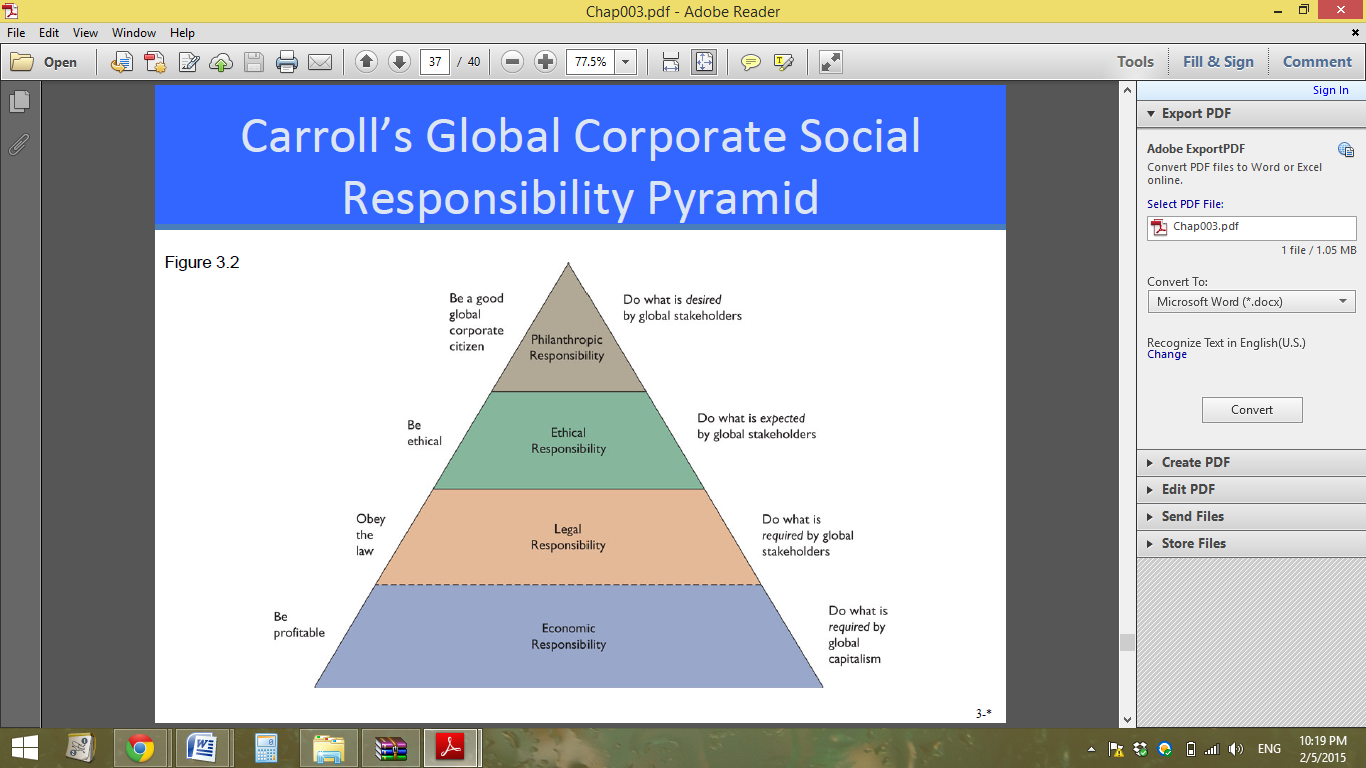 Chap003.pdf - Adobe Reader
File Edit View Window Help
Open
37 / 40
77.5%
Tools
Fill & Sign
Comment
Carroll’s Global Corporate Social
Responsibility Pyramid
Figure 3.2
Be a good
global
corporate
citizen
Philanthropic
Responsibility
Do what is desired
by global stakeholders
Be
ethical
Ethical
Responsibility
Do what is expected
by global stakeholders
Obey
the
law
Legal
Responsibility
Do what is
required by global
stakeholders
Be
profitable
Economic
Responsibility
Do what is
required by
global
capitalism
3-*
Sign In
Export PDF
Adobe ExportPDF
Convert PDF files to Word or Excel
online.
Select PDF File:
Chap003.pdf
1 file / 1.05 MB
Convert To:
Microsoft Word (*.docx)
Recognize Text in English(U.S.)
Change
Convert
Create PDF
Edit PDF
Send Files
Store Files
ENG
10:19 PM
2/5/2015